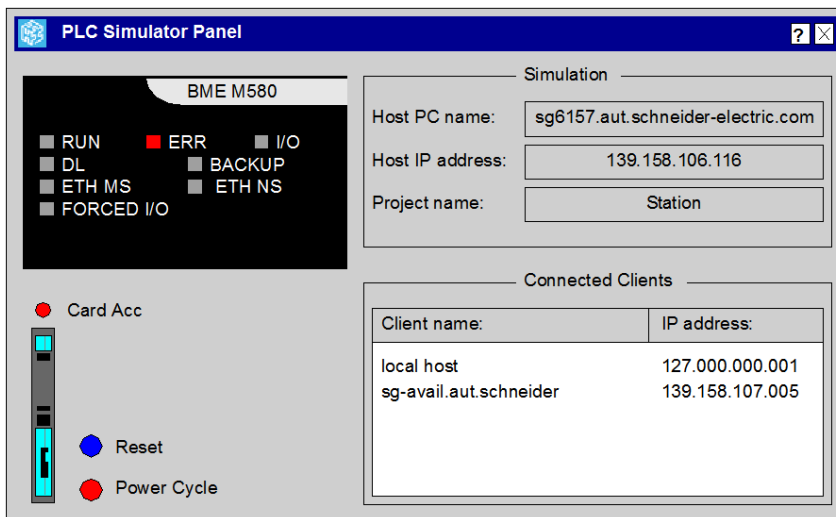 PLC Simulator Panel
?
BME M580
RUN ERR I/O
DL BACKUP
ETH MS ETH NS
FORCED I/O
Simulation
Host PC name: sg6157.aut.schneider-electric.com
Host IP address: 139.158.106.116
Project name: Station
Card Acc
Reset
Power Cycle
Connected Clients
Client name: IP address:
local host 127.000.000.001
sg-avail.aut.schneider 139.158.107.005